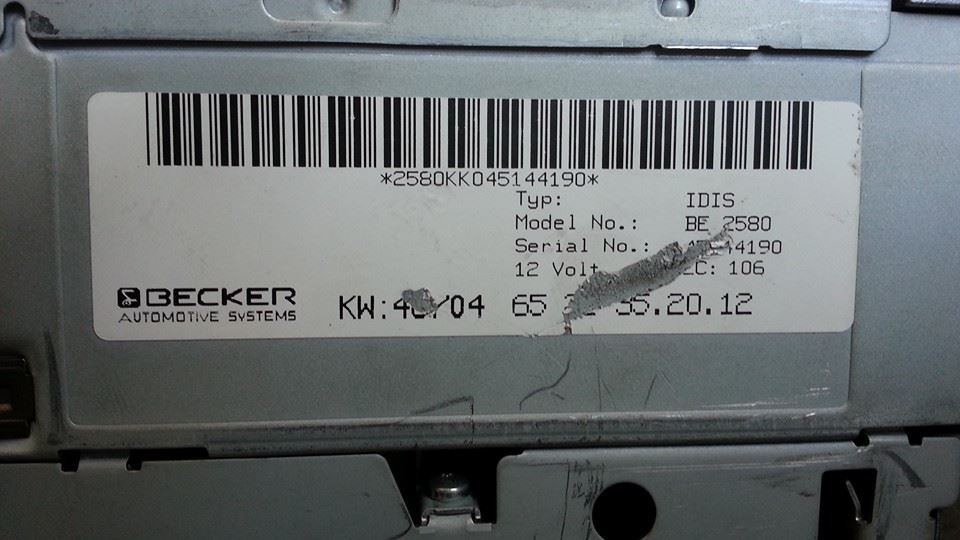 *2580KK045144190*
Typ: IDIS
Model No.: BE 2580
Serial No.:
12 Volt 106
BECKER
AUTOMOTIVE SYSTEMS
KW: /04 65 .20.12